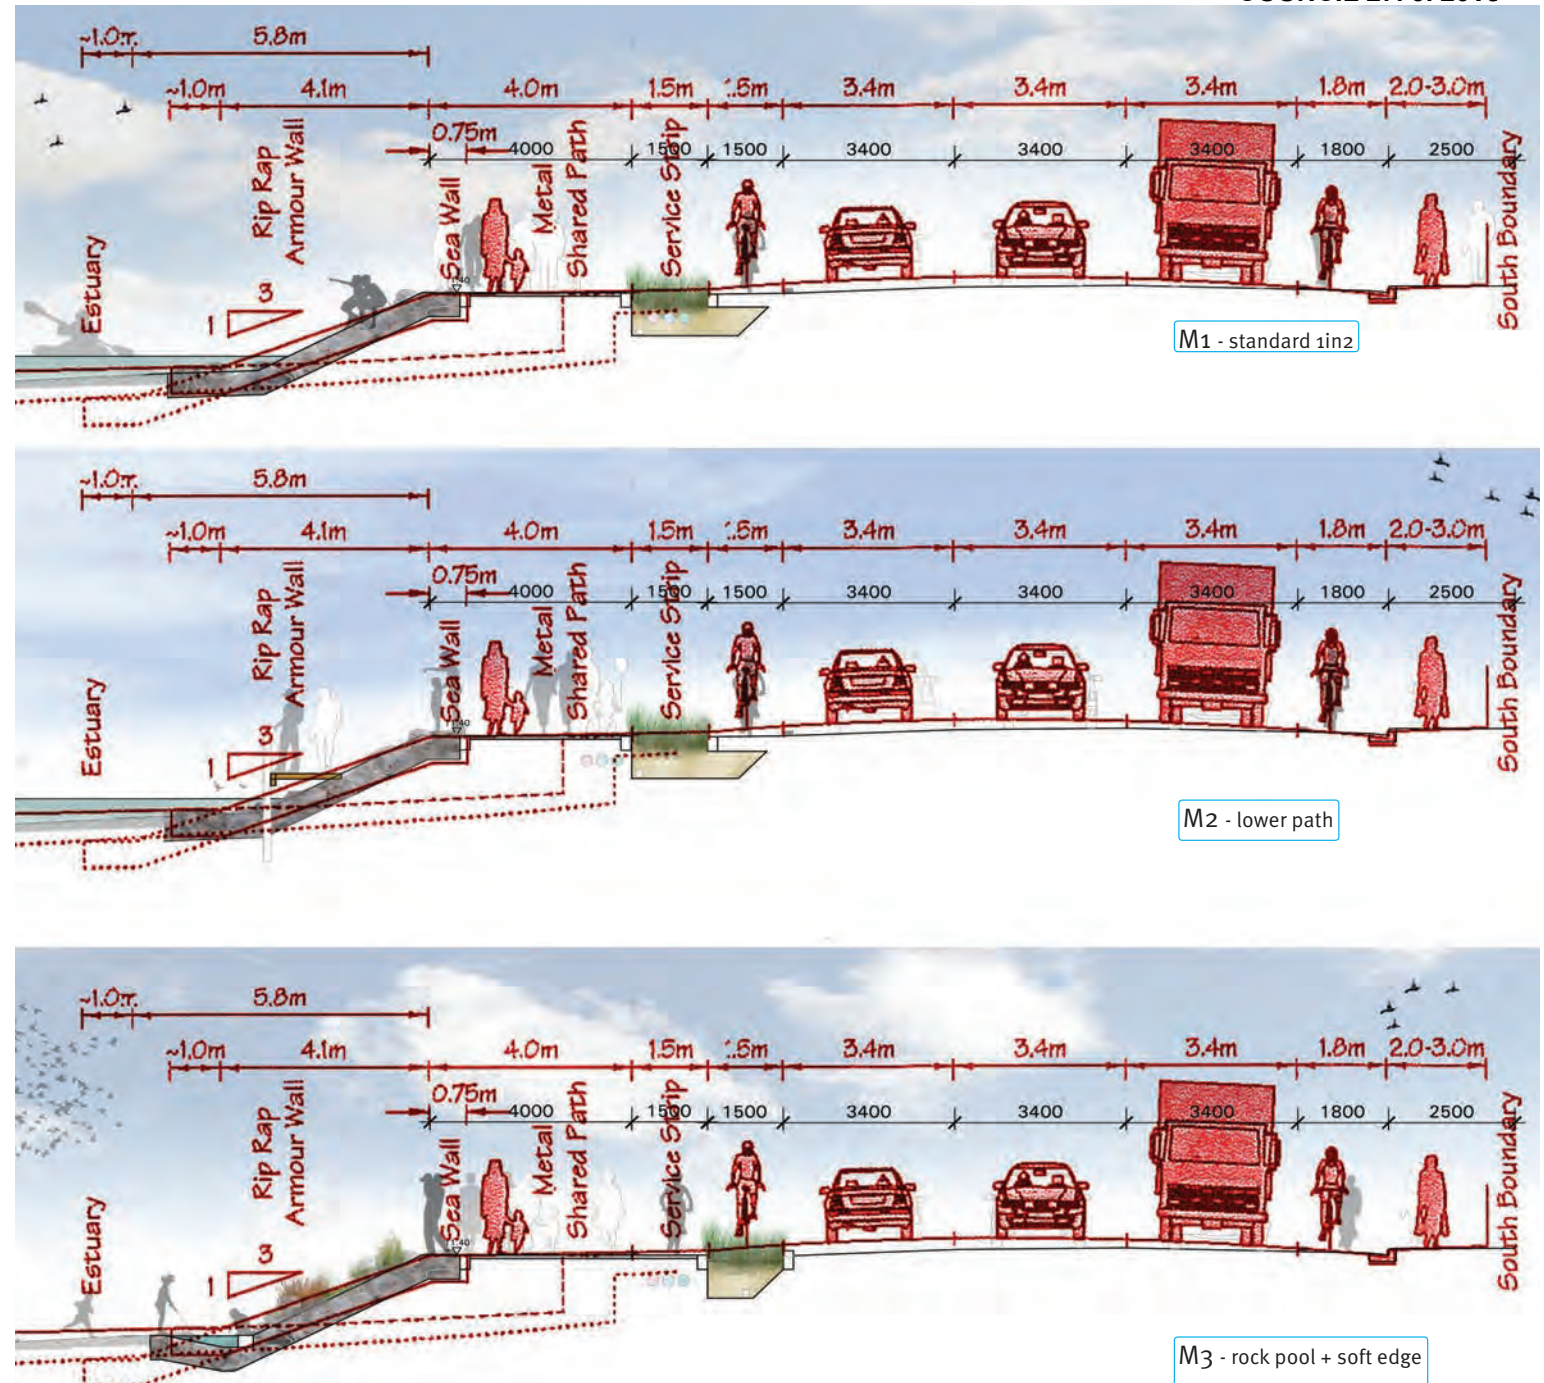 ~1.0m 5.8m
~1.0m 4.1m 4.0m 1.5m 1.5m 3.4m 3.4m 3.4m 1.8m 2.0-3.0m
0.75m
4000 1500 1500 3400 3400 3400 1800 2500
Estuary
Rip Rap
Armour Wall
Sea Wall
Metal
Shared Path
Service Strip
South Boundary
1 3
M1 - standard 1in2
~1.0m 5.8m
~1.0m 4.1m 4.0m 1.5m 1.5m 3.4m 3.4m 3.4m 1.8m 2.0-3.0m
0.75m
4000 1500 1500 3400 3400 3400 1800 2500
Estuary
Rip Rap
Armour Wall
Sea Wall
Metal
Shared Path
Service Strip
South Boundary
1 3
M2 - lower path
~1.0m 5.8m
~1.0m 4.1m 4.0m 1.5m 1.5m 3.4m 3.4m 3.4m 1.8m 2.0-3.0m
0.75m
4000 1500 1500 3400 3400 3400 1800 2500
Estuary
Rip Rap
Armour Wall
Sea Wall
Metal
Shared Path
Service Strip
South Boundary
1 3
M3 - rock pool + soft edge